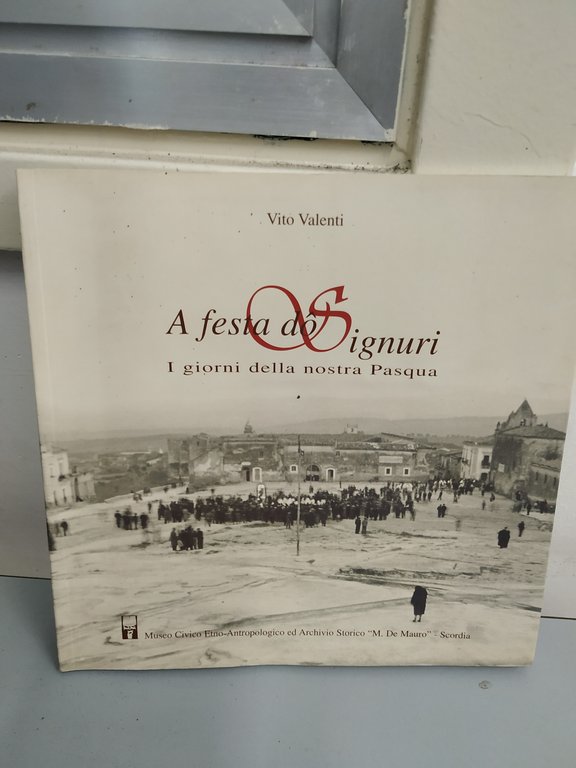 Vito Valenti
A festa dô Signuri
I giorni della nostra Pasqua
Museo Civico Etno-Antropologico ed Archivio Storico "M. De Mauro" - Scordia